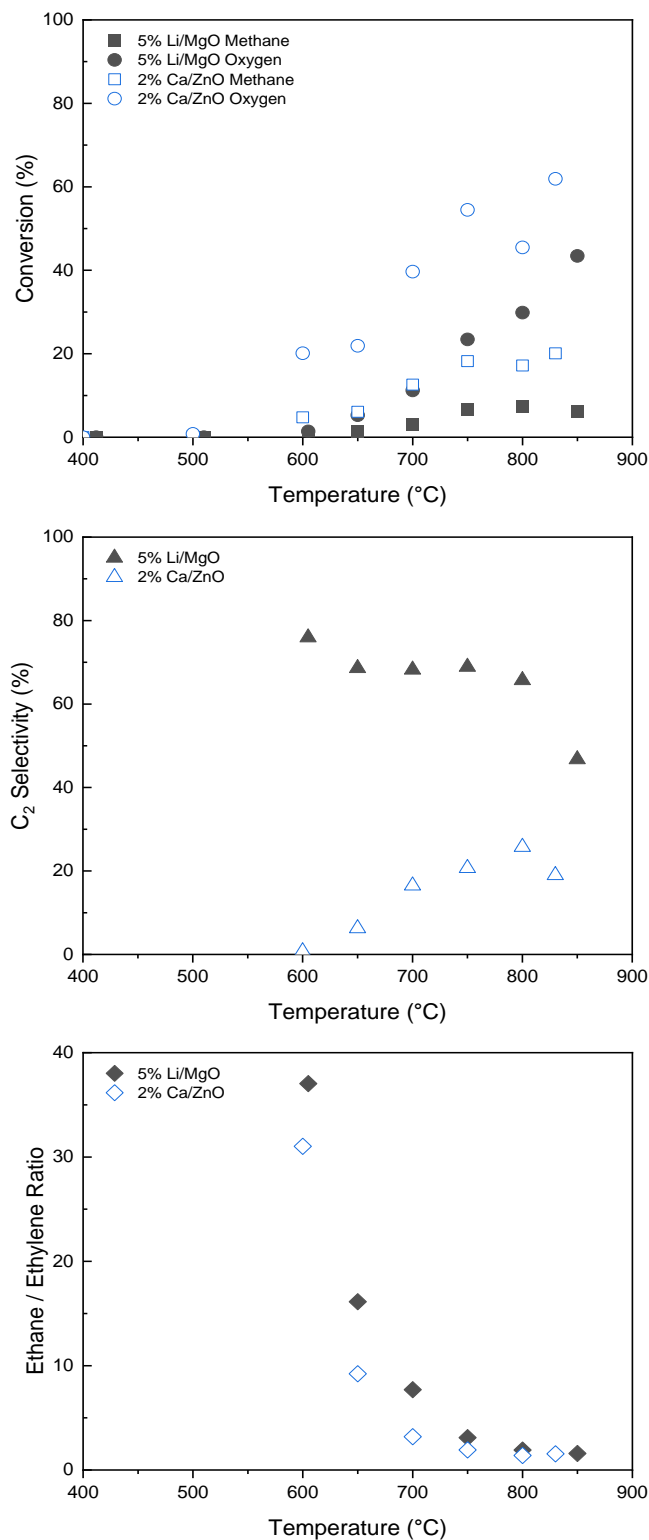 100
5% Li/MgO Methane
5% Li/MgO Oxygen
2% Ca/ZnO Methane
2% Ca/ZnO Oxygen
80
60
40
20
0
Conversion (%)
400 500 600 700 800 900
Temperature (°C)
100
5% Li/MgO
2% Ca/ZnO
80
60
40
20
0
C₂ Selectivity (%)
400 500 600 700 800 900
Temperature (°C)
40
5% Li/MgO
2% Ca/ZnO
30
20
10
0
Ethane / Ethylene Ratio
400 500 600 700 800 900
Temperature (°C)